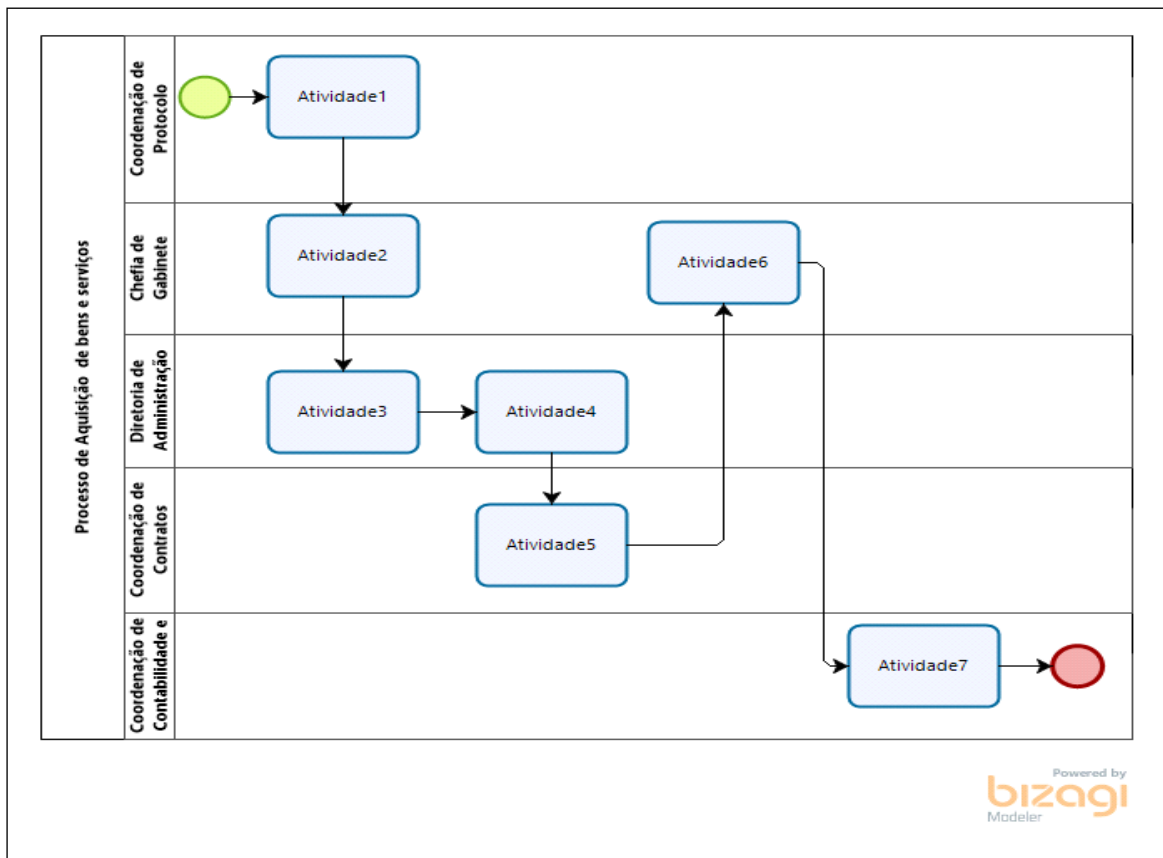 Processo de Aquisição de bens e serviços
Coordenação de
Protocolo
Atividade1
Chefia de
Gabinete
Atividade2
Atividade6
Diretoria de
Administração
Atividade3
Atividade4
Coordenação de
Contratos
Atividade5
Coordenação de
Contabilidade e
Atividade7
Powered by
bizagi
Modeler